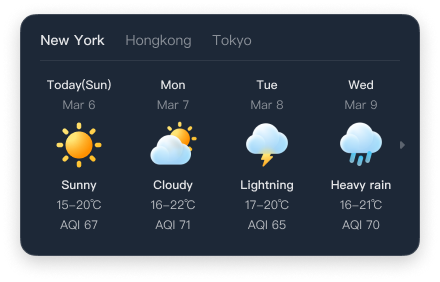 New York Hongkong Tokyo
Today(Sun) Mon Tue Wed
Mar 6 Mar 7 Mar 8 Mar 9
Sunny Cloudy Lightning Heavy rain
15–20℃ 16–22℃ 17–20℃ 16–21℃
AQI 67 AQI 71 AQI 65 AQI 70